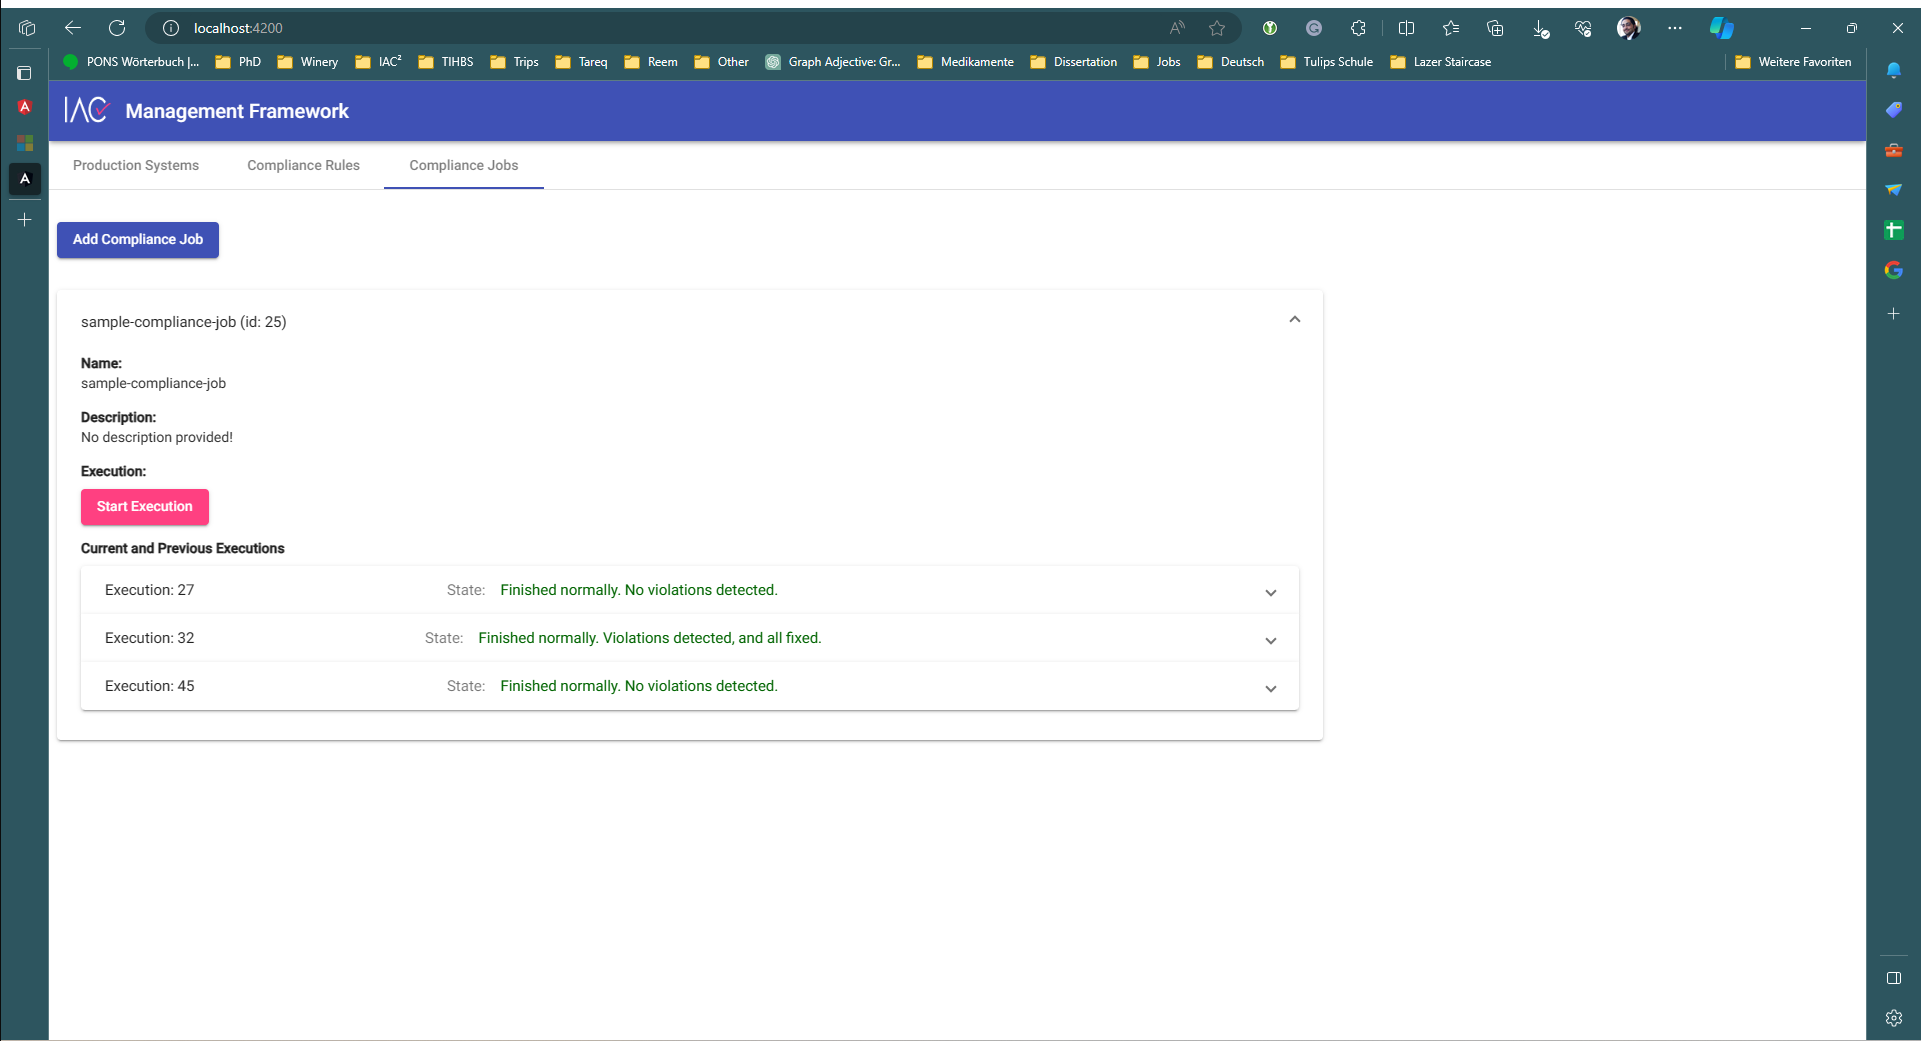 localhost:4200
PONS Wörterbuch |... PhD Winery IAC² TIHBS Trips Tareq Reem Other Graph Adjective: Gr... Medikamente Dissertation Jobs Deutsch Tulips Schule Lazer Staircase Weitere Favoriten
IAC Management Framework
Production Systems Compliance Rules Compliance Jobs
Add Compliance Job
sample-compliance-job (id: 25)
Name:
sample-compliance-job
Description:
No description provided!
Execution:
Start Execution
Current and Previous Executions
Execution: 27 State: Finished normally. No violations detected.
Execution: 32 State: Finished normally. Violations detected, and all fixed.
Execution: 45 State: Finished normally. No violations detected.